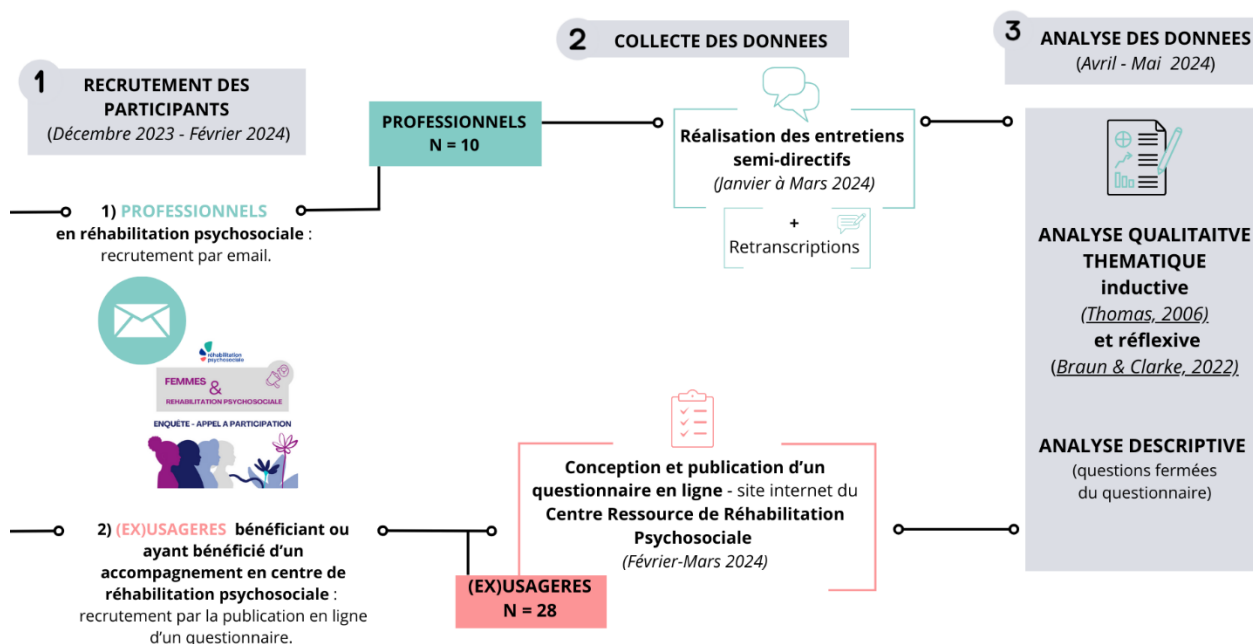 1
RECRUTEMENT DES
PARTICIPANTS
(Décembre 2023 - Février 2024)
1) PROFESSIONNELS
en réhabilitation psychosociale :
recrutement par email.
réhabilitation
psychosociale
FEMMES
&
REHABILITATION PSYCHOSOCIALE
ENQUÊTE - APPEL A PARTICIPATION
2) (EX)USAGERES bénéficiant ou
ayant bénéficié d’un
accompagnement en centre de
réhabilitation psychosociale :
recrutement par la publication en ligne
d’un questionnaire.
PROFESSIONNELS
N = 10
(EX)USAGERES
N = 28
2
COLLECTE DES DONNEES
Réalisation des entretiens
semi-directifs
(Janvier à Mars 2024)
+
Retranscriptions
Conception et publication d’un
questionnaire en ligne - site internet du
Centre Ressource de Réhabilitation
Psychosociale
(Février-Mars 2024)
3
ANALYSE DES DONNEES
(Avril - Mai 2024)
ANALYSE QUALITAITVE
THEMATIQUE
inductive
(Thomas, 2006)
et réflexive
(Braun & Clarke, 2022)
ANALYSE DESCRIPTIVE
(questions fermées
du questionnaire)